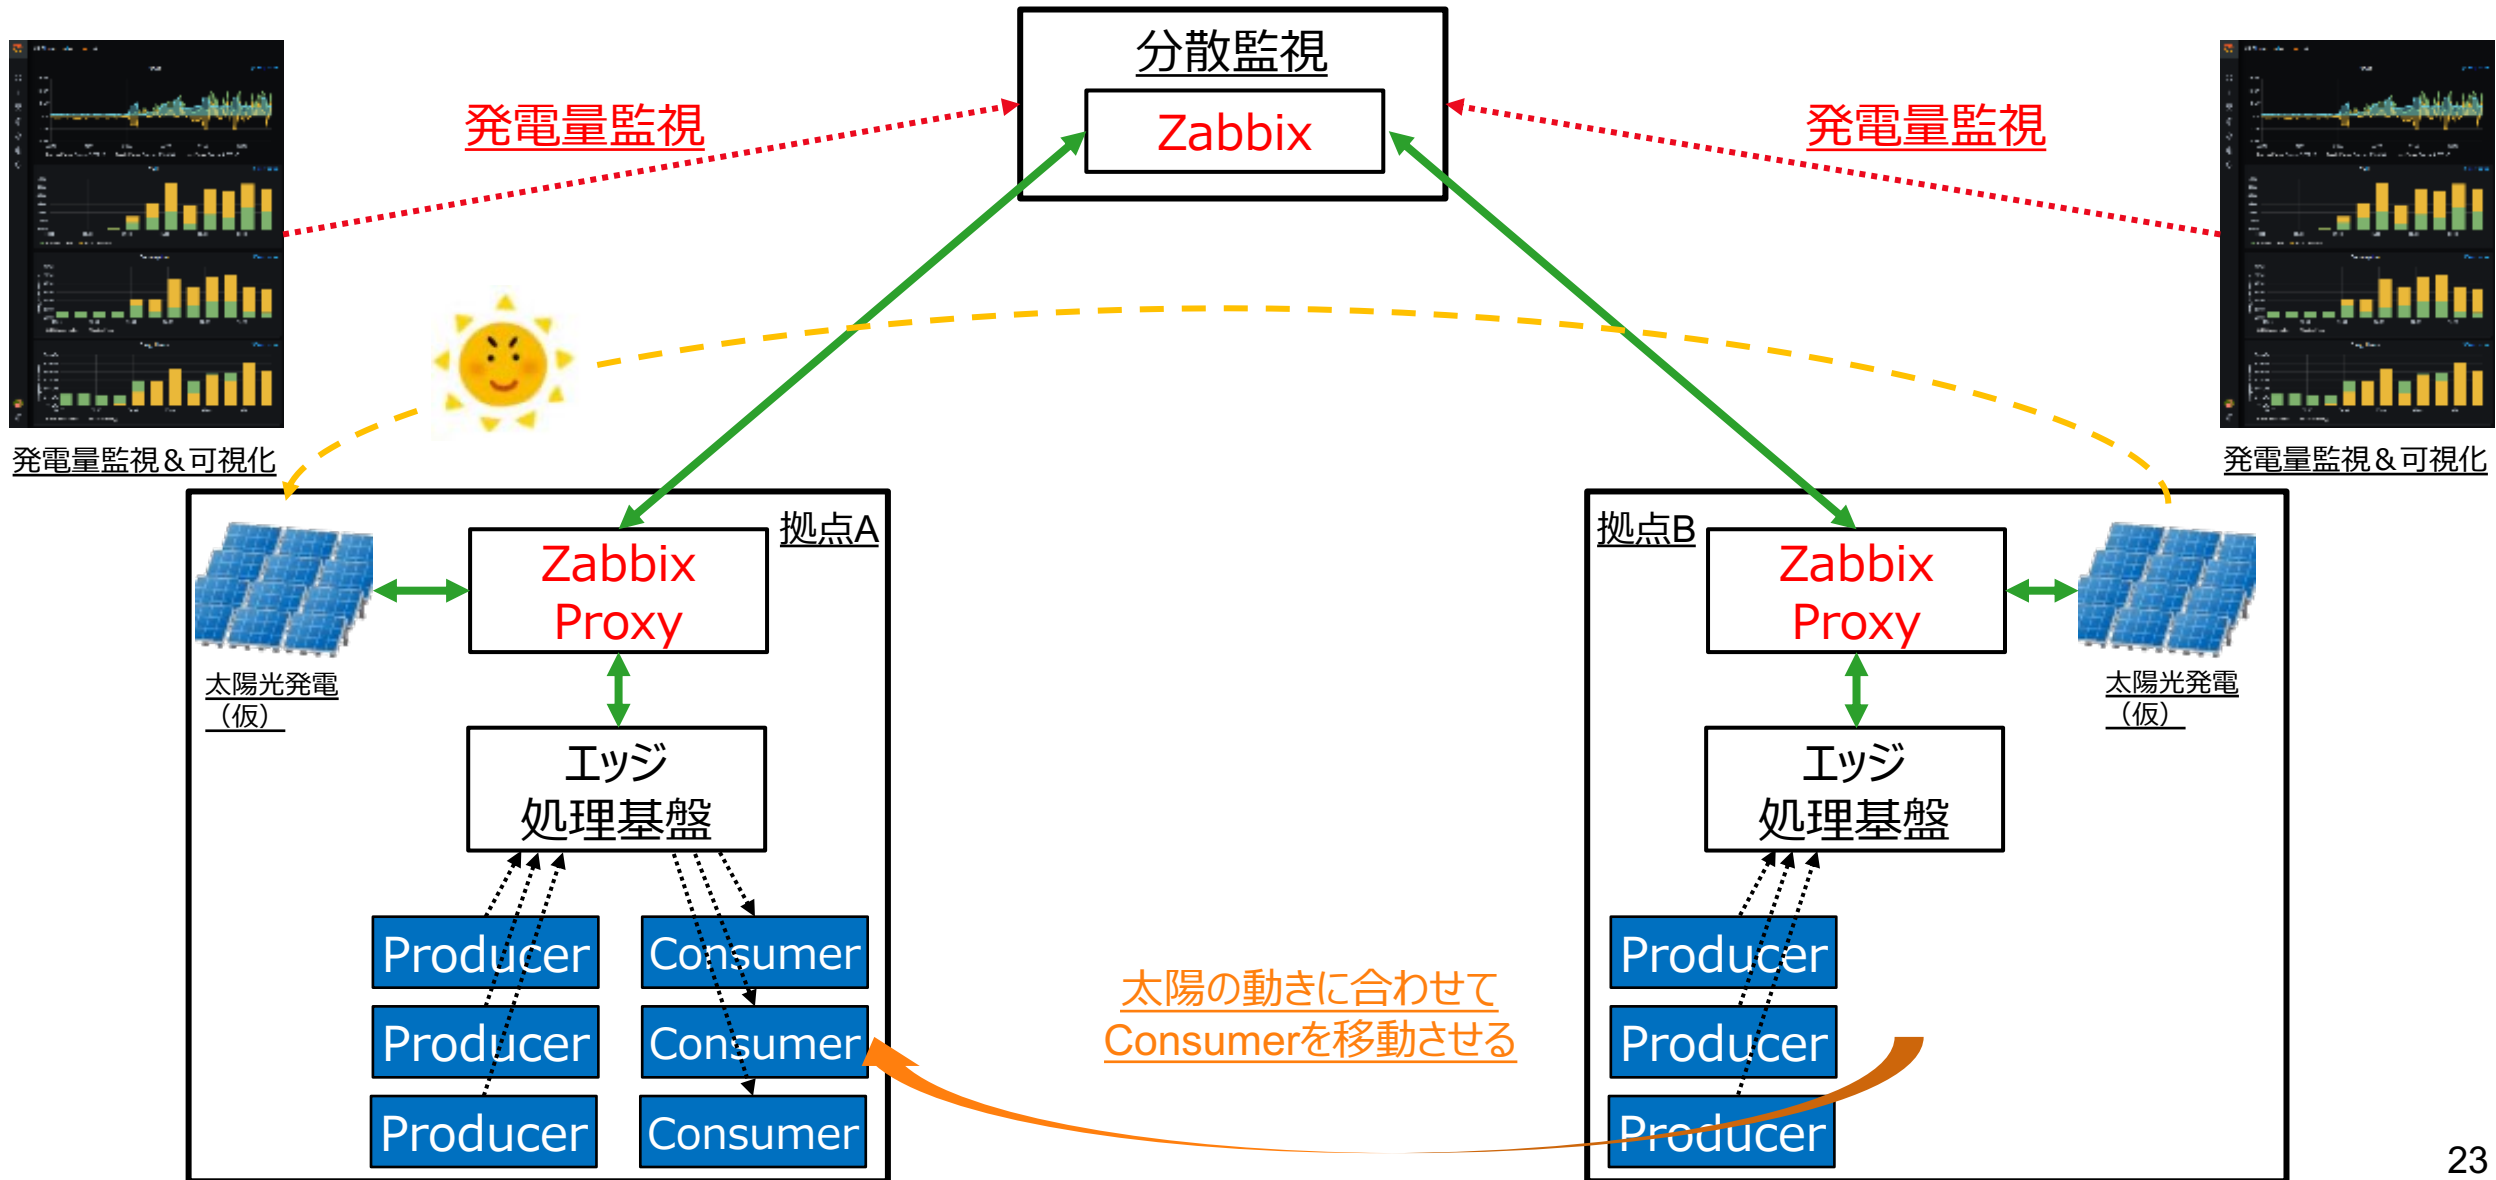 分散監視
Zabbix
発電量監視
発電量監視
発電量監視＆可視化
発電量監視＆可視化
拠点A
Zabbix
Proxy
太陽光発電
（仮）
エッジ
処理基盤
Producer
Consumer
Producer
Consumer
Producer
Consumer
太陽の動きに合わせて
Consumerを移動させる
拠点B
Zabbix
Proxy
太陽光発電
（仮）
エッジ
処理基盤
Producer
Producer
Producer
23